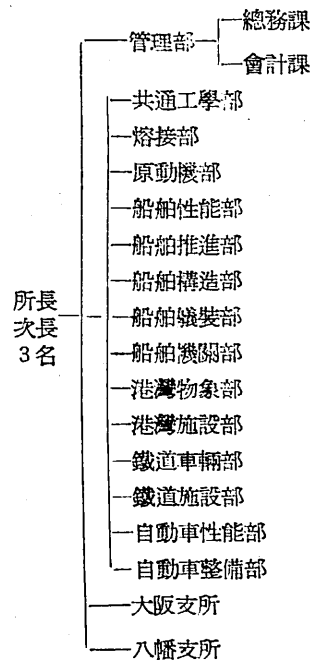 總務課
管理部
會計課
共通工學部
熔接部
原動機部
船舶性能部
船舶推進部
船舶構造部
所長
次長
3名
船舶艤裝部
船舶機關部
港灣物象部
港灣施設部
鐵道車輛部
鐵道施設部
自動車性能部
自動車整備部
大阪支所
八幡支所